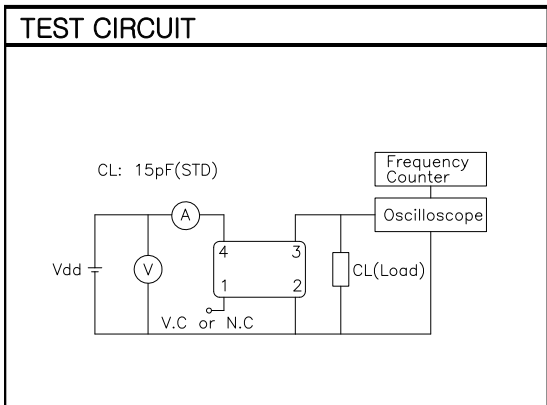 TEST CIRCUIT
CL: 15pF(STD)
Frequency
Counter
A
Oscilloscope
4 3
Vdd
V
CL(Load)
1 2
V.C or N.C